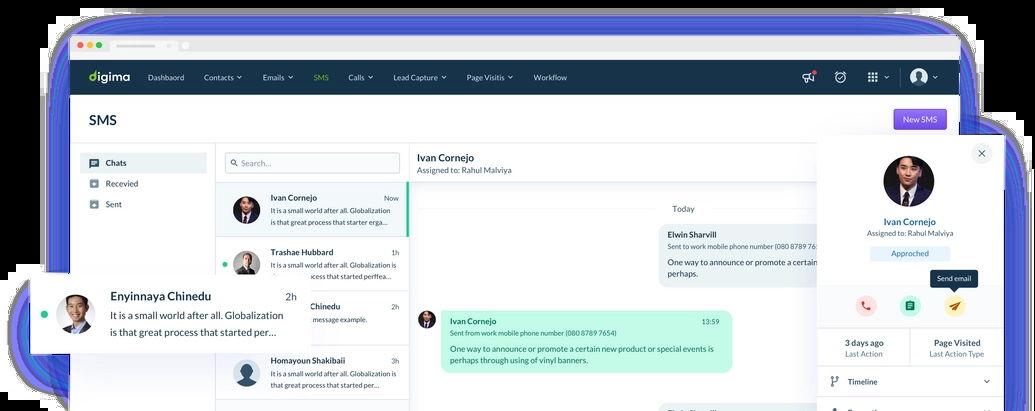 digima
Dashbaord
Contacts
Emails
SMS
Calls
Lead Capture
Page Visitis
Workflow
SMS
New SMS
Chats
Recevied
Sent
Search...
Ivan Cornejo
Now
It is a small world after all. Globalization
is that great process that starter erga...
Trashae Hubbard
1h
It is a small world after all. Globalization is
process that started perffea...
Enyinnaya Chinedu
2h
It is a small world after all. Globalization
is that great process that started per...
Chinedu
2h
message example.
Homayoun Shakibaii
3h
It is a small world after all. Globalization
is that great process that started per...
Ivan Cornejo
Assigned to: Rahul Malviya
Today
Elwin Sharvill
Sent to work mobile phone number (080 8789 76
One way to announce or promote a certain
perhaps.
Ivan Cornejo
13:59
Sent from work mobile phone number (080 8789 7654)
One way to announce or promote a certain new product or special events is
perhaps through using of vinyl banners.
Ivan Cornejo
Assigned to: Rahul Malviya
Approched
Send email
3 days ago
Last Action
Page Visited
Last Action Type
Timeline